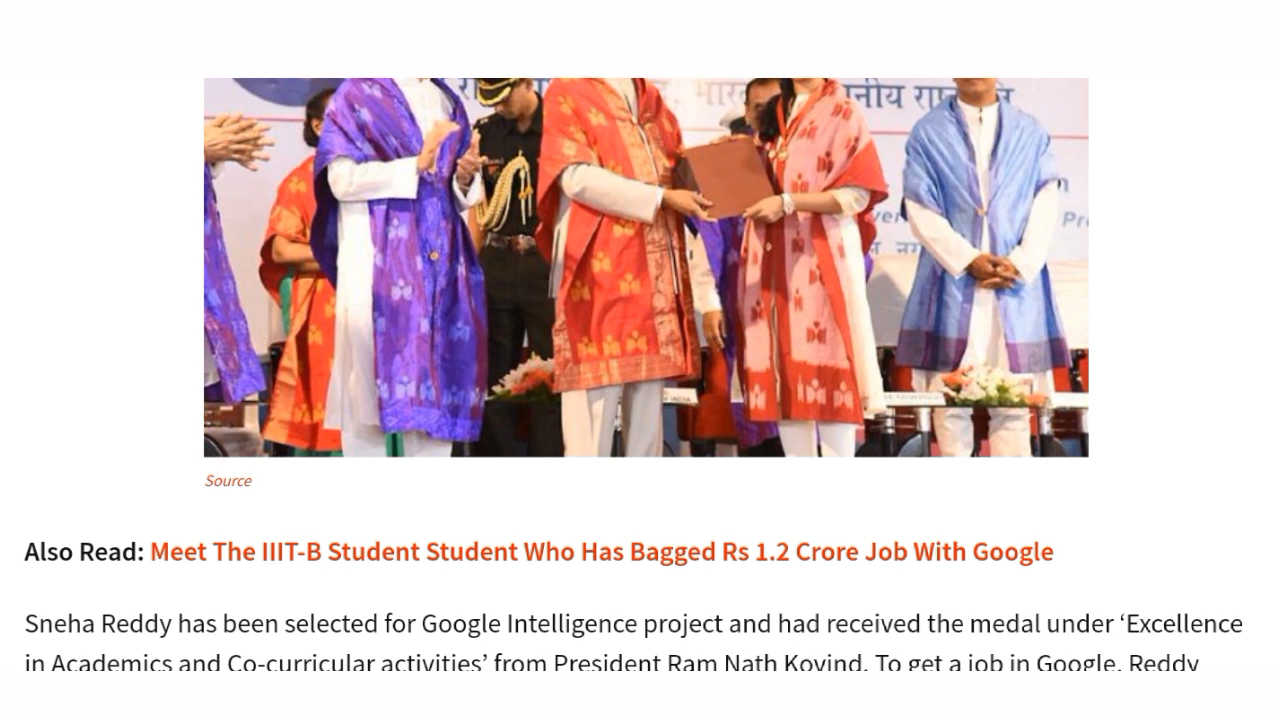 भार
नीय राष्ट्रपति
Source
Also Read: Meet The IIIT-B Student Student Who Has Bagged Rs 1.2 Crore Job With Google
Sneha Reddy has been selected for Google Intelligence project and had received the medal under ‘Excellence
in Academics and Co-curricular activities’ from President Ram Nath Kovind. To get a job in Google, Reddy